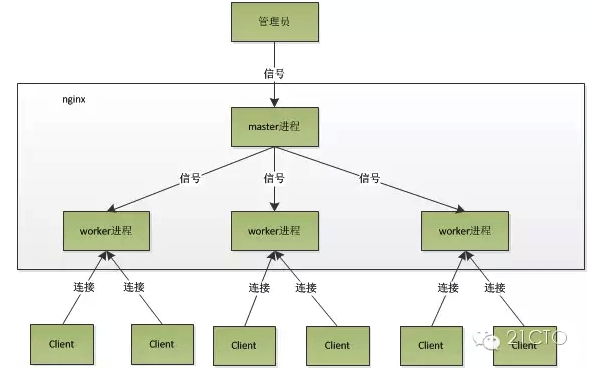 管理员
信号
nginx
master进程
信号
信号
信号
worker进程
worker进程
worker进程
连接
连接
连接
连接
连接
连接
Client
Client
Client
Client
Client
Client
21CTO